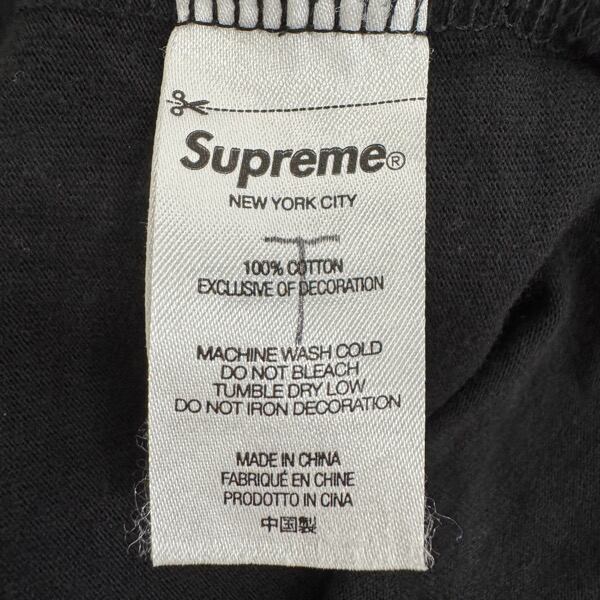 Supreme®
NEW YORK CITY
T
100% COTTON
EXCLUSIVE OF DECORATION
MACHINE WASH COLD
DO NOT BLEACH
TUMBLE DRY LOW
DO NOT IRON DECORATION
MADE IN CHINA
FABRIQUÉ EN CHINE
PRODOTTO IN CINA
中国製